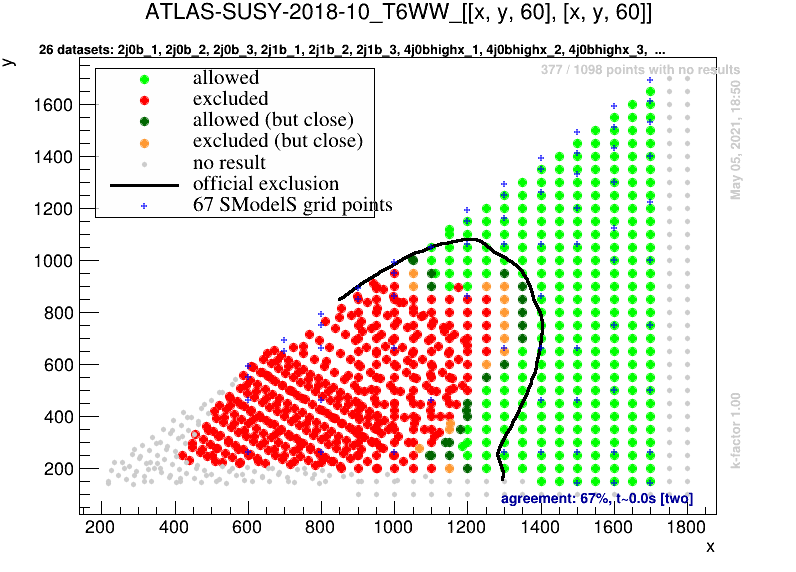 ATLAS-SUSY-2018-10_T6WW_[[x, y, 60], [x, y, 60]]
26 datasets: 2j0b_1, 2j0b_2, 2j0b_3, 2j1b_1, 2j1b_2, 2j1b_3, 4j0bhighx_1, 4j0bhighx_2, 4j0bhighx_3, ...
y
377 / 1098 points with no results
allowed
excluded
allowed (but close)
excluded (but close)
no result
official exclusion
67 SModelS grid points
May 05, 2021, 18:50
k-factor 1.00
1600
1400
1200
1000
800
600
400
200
agreement: 67%, t~0.0s [two]
200 400 600 800 1000 1200 1400 1600 1800
x